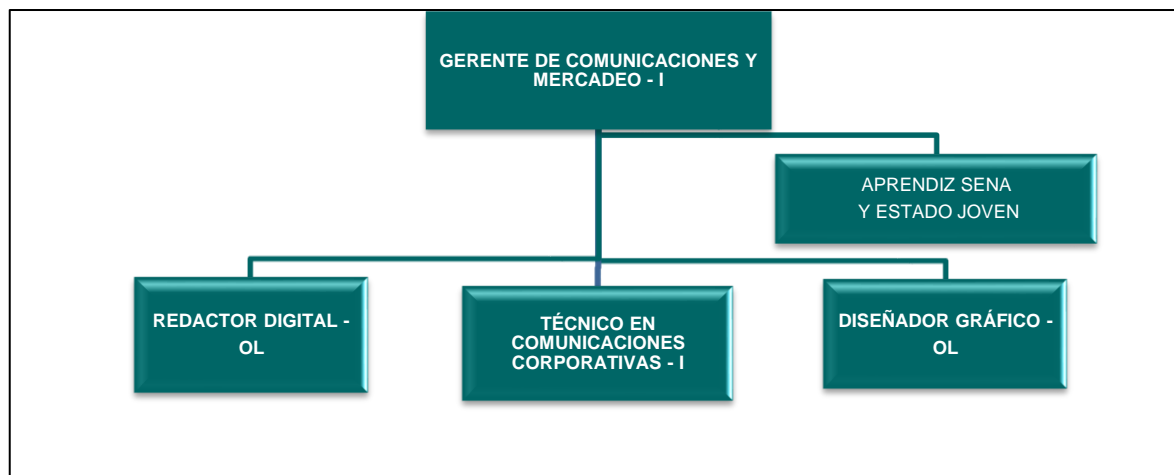 GERENTE DE COMUNICACIONES Y
MERCADEO - I
APRENDIZ SENA
Y ESTADO JOVEN
REDACTOR DIGITAL -
OL
TÉCNICO EN
COMUNICACIONES
CORPORATIVAS - I
DISEÑADOR GRÁFICO -
OL